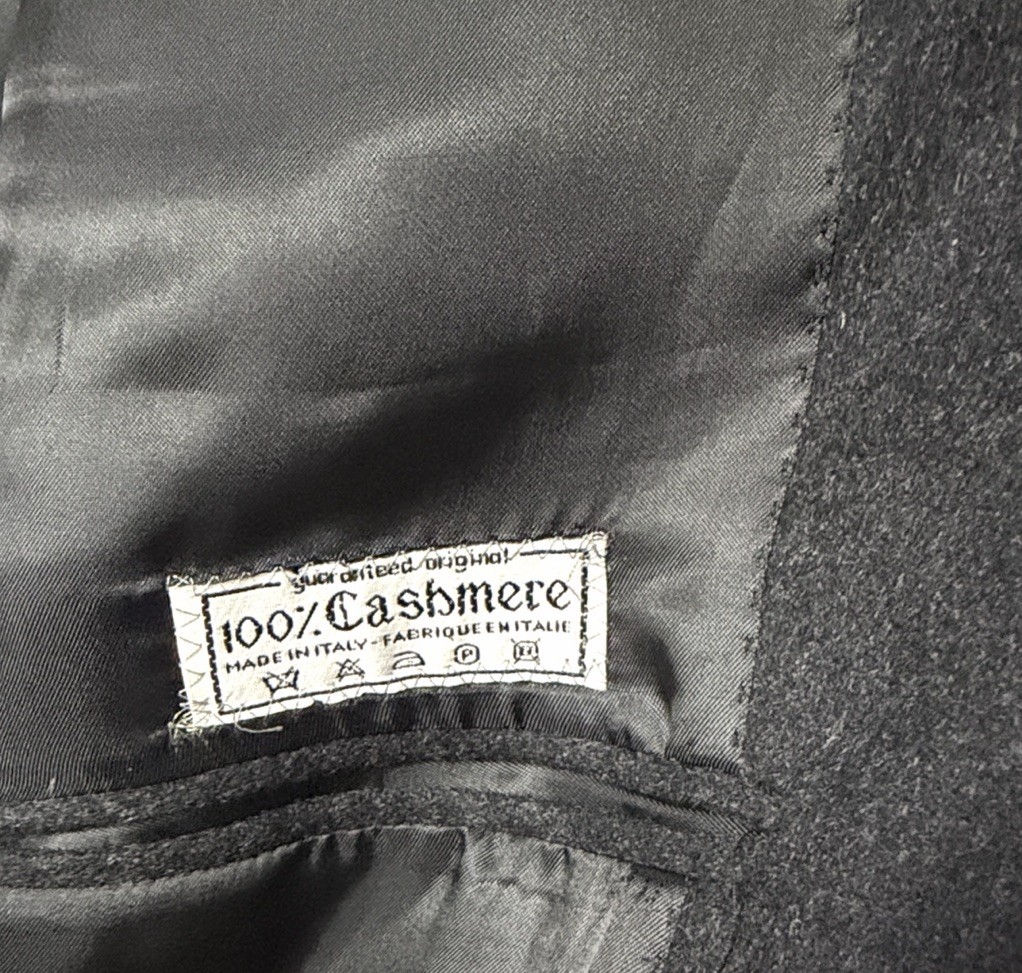 guaranteed original
100% Cashmere
MADE IN ITALY - FABRIQUE EN ITALIE
P